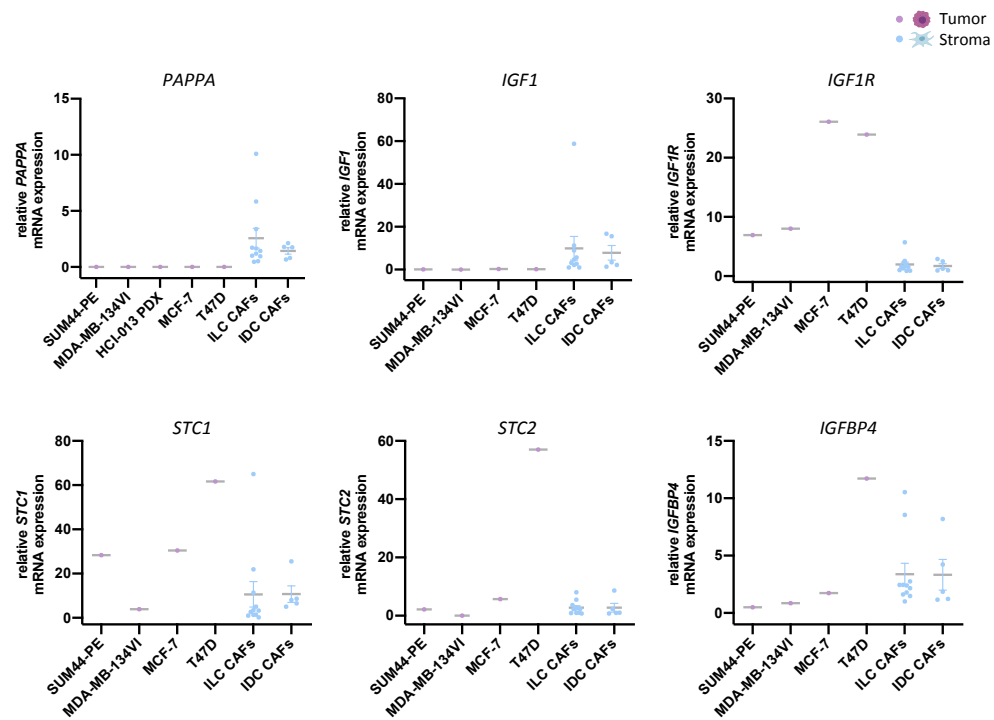 Tumor
Stroma
PAPPA
relative PAPPA
mRNA expression
15
10
5
0
SUM44-PE
MDA-MB-134VI
HCI-013 PDX
MCF-7
T47D
ILC CAFs
IDC CAFs
IGF1
relative IGF1
mRNA expression
80
60
40
20
0
SUM44-PE
MDA-MB-134VI
MCF-7
T47D
ILC CAFs
IDC CAFs
IGF1R
relative IGF1R
mRNA expression
30
20
10
0
SUM44-PE
MDA-MB-134VI
MCF-7
T47D
ILC CAFs
IDC CAFs
STC1
relative STC1
mRNA expression
80
60
40
20
0
SUM44-PE
MDA-MB-134VI
MCF-7
T47D
ILC CAFs
IDC CAFs
STC2
relative STC2
mRNA expression
60
40
20
0
SUM44-PE
MDA-MB-134VI
MCF-7
T47D
ILC CAFs
IDC CAFs
IGFBP4
relative IGFBP4
mRNA expression
15
10
5
0
SUM44-PE
MDA-MB-134VI
MCF-7
T47D
ILC CAFs
IDC CAFs